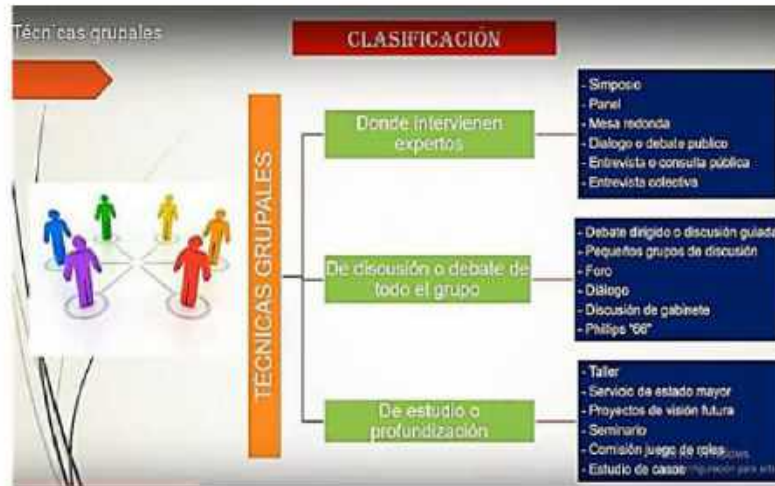 Técnicas grupales
CLASIFICACIÓN
TECNICAS GRUPALES
Donde intervienen
expertos
- Simposio
- Panel
- Mesa redonda
- Dialogo o debate publico
- Entrevista o consulta pública
- Entrevista colectiva
De discusión o debate de
todo el grupo
- Debate dirigido o discusión guiada
- Pequeños grupos de discusión
- Foro
- Diálogo
- Discusión de gabinete
- Phillips "66"
De estudio o
profundización
- Taller
- Servicio de estado mayor
- Proyectos de visión futura
- Seminario
- Comisión juego de roles
- Estudio de casos